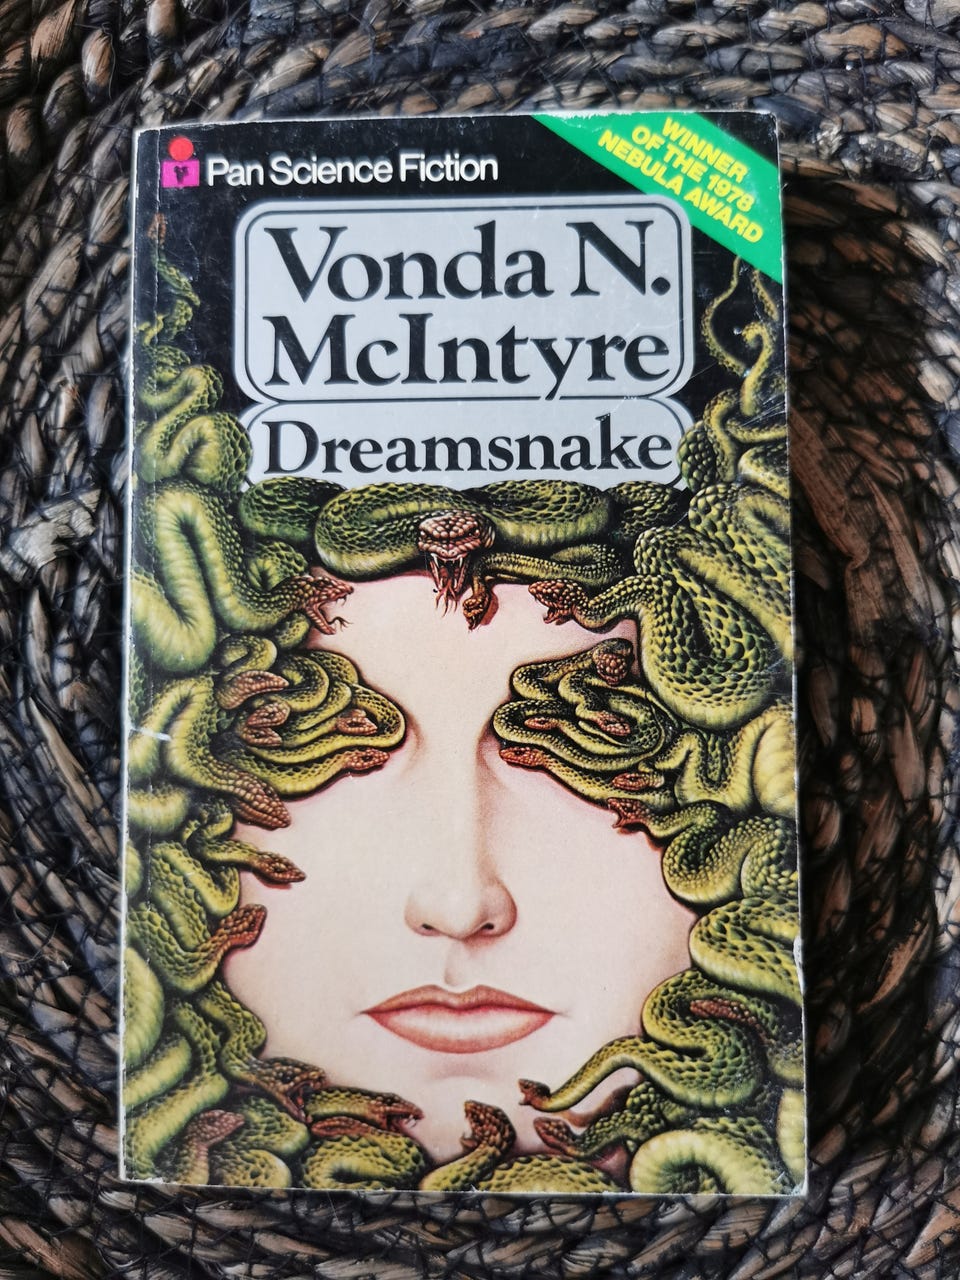 Pan Science Fiction
WINNER
OF THE 1978
NEBULA AWARD
Vonda N.
McIntyre
Dreamsnake